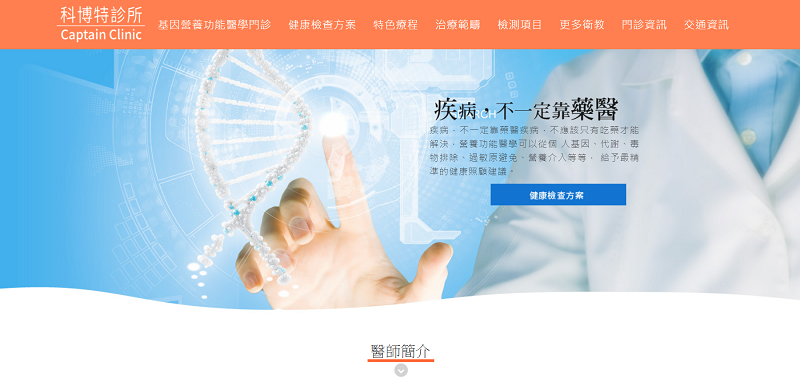 科博特診所
Captain Clinic
基因營養功能醫學門診
健康檢查方案
特色療程
治療範疇
檢測項目
更多衛教
門診資訊
交通資訊
疾病，不一定靠藥醫
疾病，不一定靠藥醫疾病，不應該只有吃藥才能
解決，營養功能醫學可以從個 人基因、代謝、毒
物排除、過敏原避免、營養介入等等， 給予最精
準的健康照顧建議。
健康檢查方案
醫師簡介